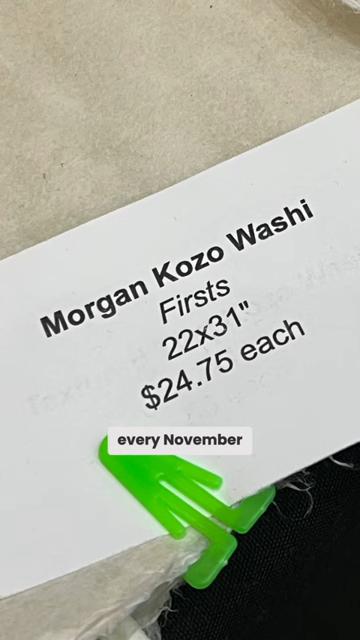 Morgan Kozo Washi
Firsts
22x31"
$24.75 each
every November